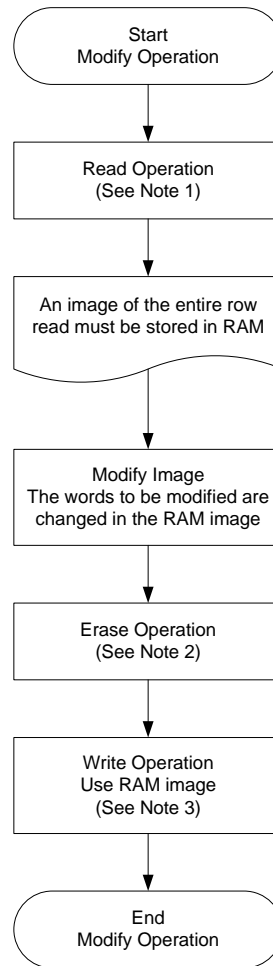 Start
Modify Operation
Read Operation
(See Note 1)
An image of the entire row
read must be stored in RAM
Modify Image
The words to be modified are
changed in the RAM image
Erase Operation
(See Note 2)
Write Operation
Use RAM image
(See Note 3)
End
Modify Operation